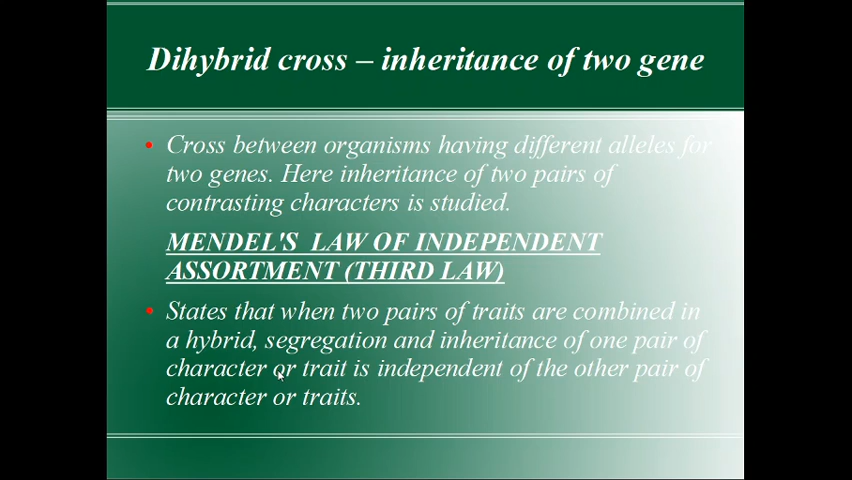 Dihybrid cross – inheritance of two gene
Cross between organisms having different alleles for
two genes. Here inheritance of two pairs of
contrasting characters is studied.
MENDEL'S LAW OF INDEPENDENT
ASSORTMENT (THIRD LAW)
States that when two pairs of traits are combined in
a hybrid, segregation and inheritance of one pair of
character or trait is independent of the other pair of
character or traits.